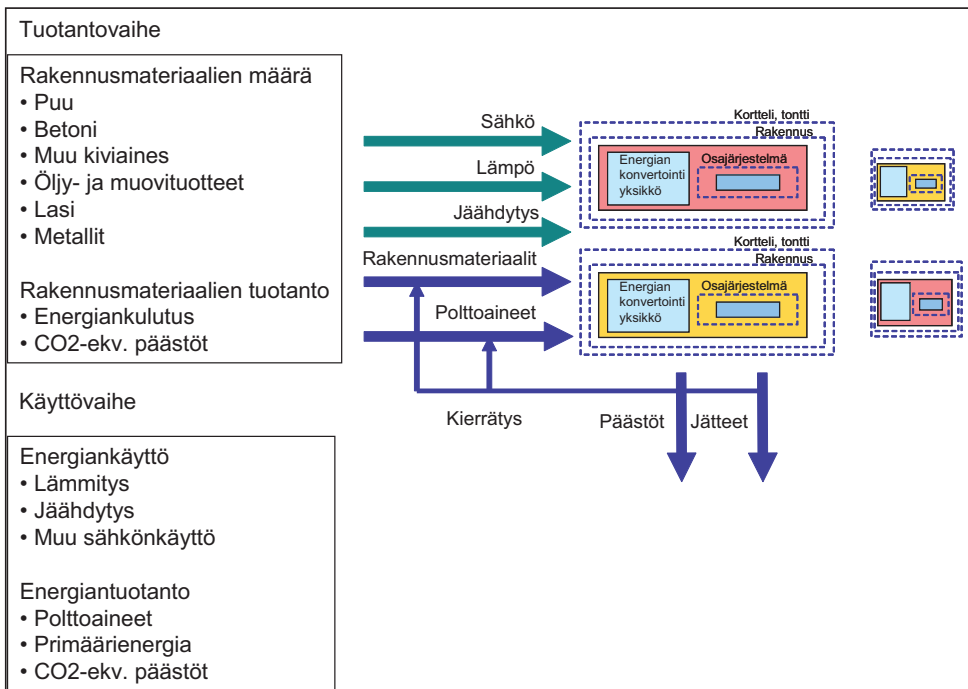 Tuotantovaihe
Rakennusmateriaalien määrä
• Puu
• Betoni
• Muu kiviaines
• Öljy- ja muovituotteet
• Lasi
• Metallit
Rakennusmateriaalien tuotanto
• Energiankulutus
• CO2-ekv. päästöt
Käyttövaihe
Energiankäyttö
• Lämmitys
• Jäähdytys
• Muu sähkönkäyttö
Energiantuotanto
• Polttoaineet
• Primäärienergia
• CO2-ekv. päästöt
Sähkö
Lämpö
Jäähdytys
Rakennusmateriaalit
Polttoaineet
Kierrätys
Päästöt
Jätteet
Kortteli, tontti
Rakennus
Energian
konvertointi
yksikkö
Osajärjestelmä
Kortteli, tontti
Rakennus
Energian
konvertointi
yksikkö
Osajärjestelmä